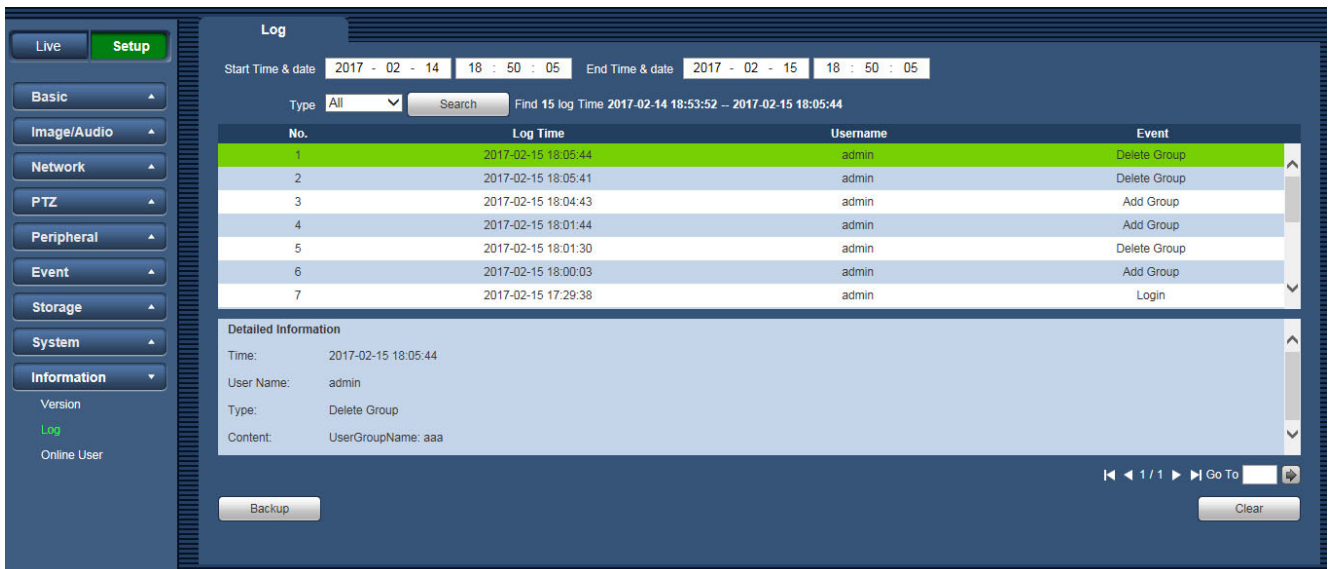 Log
Live Setup
Start Time & date 2017 - 02 - 14 18 : 50 : 05 End Time & date 2017 - 02 - 15 18 : 50 : 05
Type All Search Find 15 log Time 2017-02-14 18:53:52 -- 2017-02-15 18:05:44
Basic
Image/Audio
Network
PTZ
Peripheral
Event
Storage
System
Information
Version
Log
Online User
No. Log Time Username Event
1 2017-02-15 18:05:44 admin Delete Group
2 2017-02-15 18:05:41 admin Delete Group
3 2017-02-15 18:04:43 admin Add Group
4 2017-02-15 18:01:44 admin Add Group
5 2017-02-15 18:01:30 admin Delete Group
6 2017-02-15 18:00:03 admin Add Group
7 2017-02-15 17:29:38 admin Login
Detailed Information
Time: 2017-02-15 18:05:44
User Name: admin
Type: Delete Group
Content: UserGroupName: aaa
1 / 1 Go To
Backup Clear